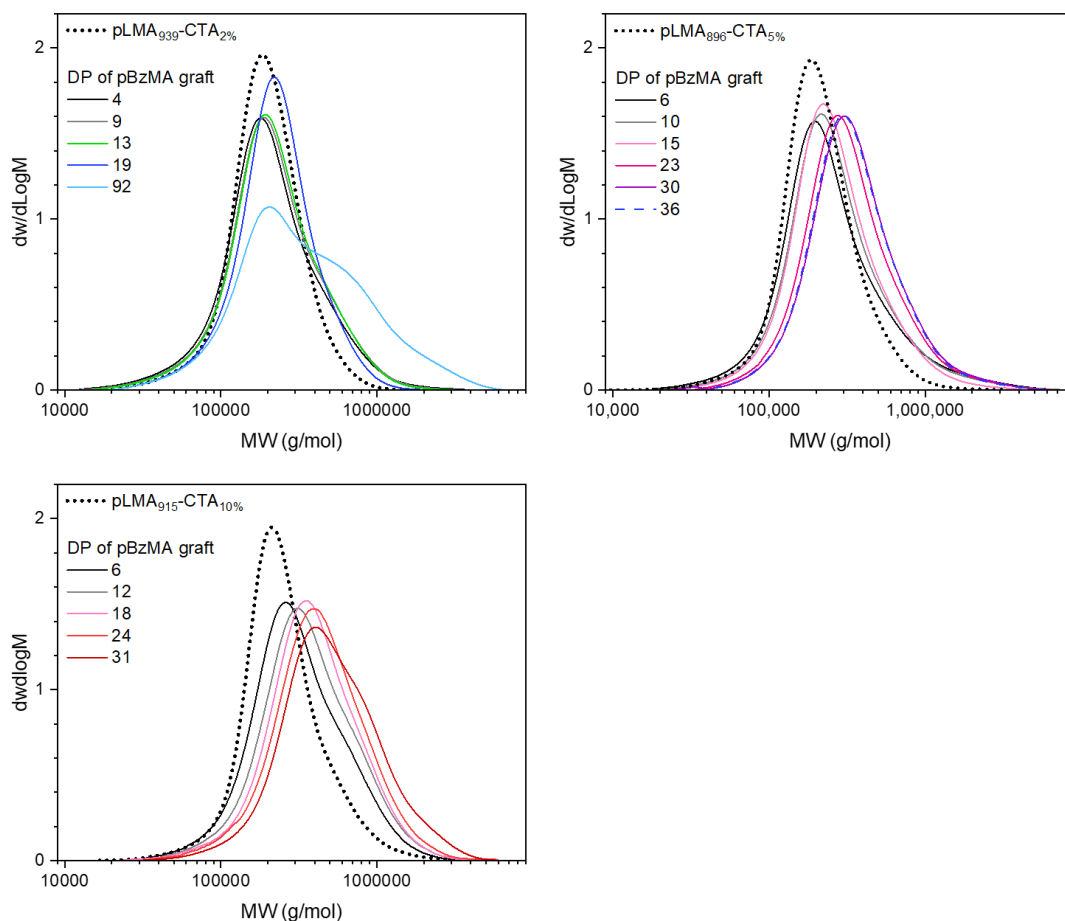 pLMA939-CTA2%
DP of pBzMA graft
4
9
13
19
92
2
1
0
dw/dLogM
10000
100000
1000000
MW (g/mol)
pLMA896-CTA5%
DP of pBzMA graft
6
10
15
23
30
36
2
1
0
dw/dLogM
10,000
100,000
1,000,000
MW (g/mol)
pLMA915-CTA10%
DP of pBzMA graft
6
12
18
24
31
2
1
0
dwdlogM
10000
100000
1000000
MW (g/mol)